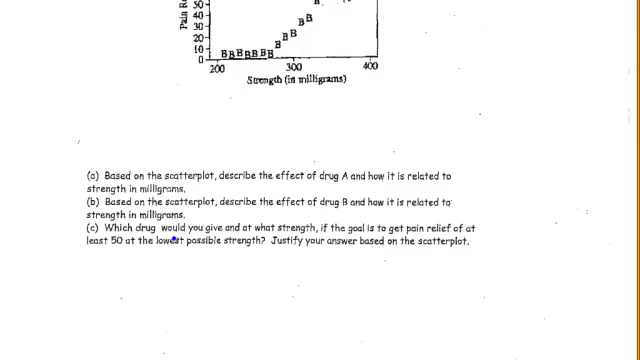 50
40
30
20
10
0
Pain Re
B B B B B B B B B B B B B B
200 300 400
Strength (in milligrams)
(a) Based on the scatterplot, describe the effect of drug A and how it is related to
strength in milligrams.
(b) Based on the scatterplot, describe the effect of drug B and how it is related to
strength in milligrams.
(c) Which drug would you give and at what strength, if the goal is to get pain relief of at
least 50 at the lowest possible strength? Justify your answer based on the scatterplot.